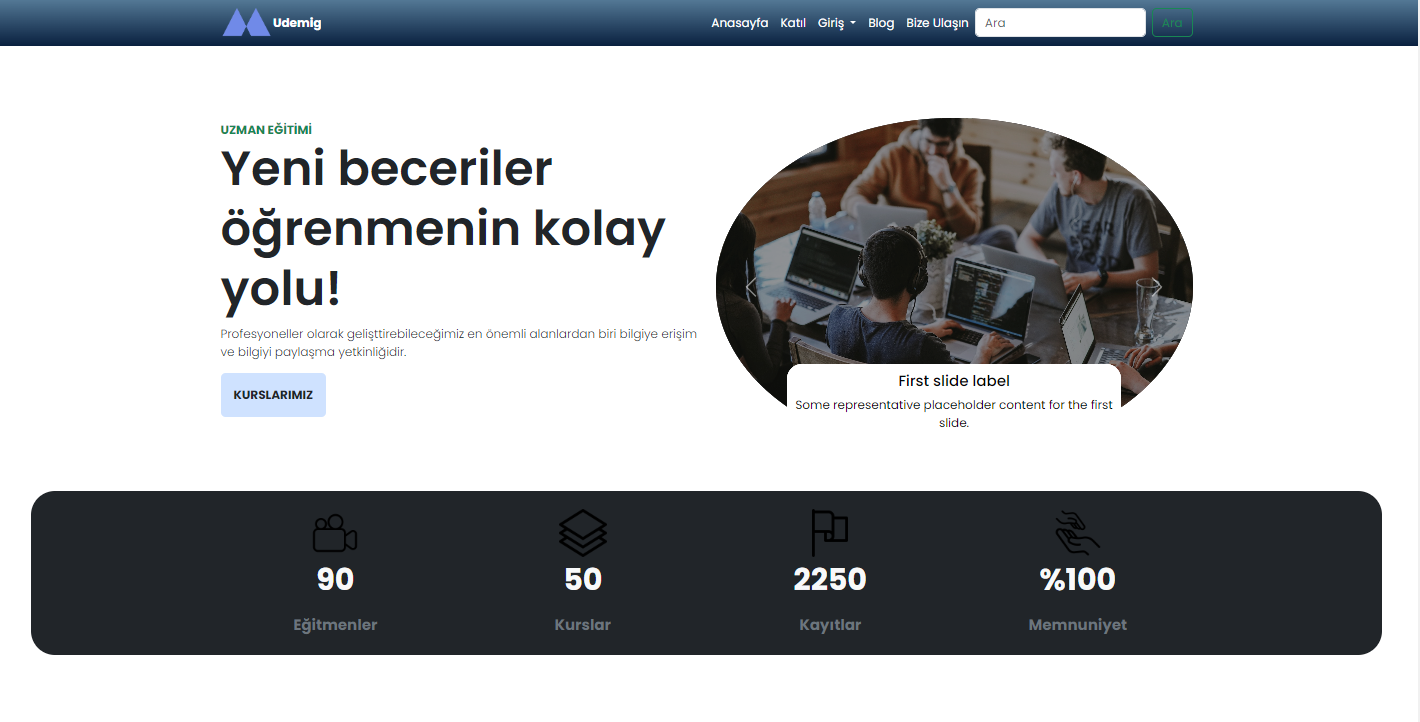 Udemig
Anasayfa Katıl Giriş Blog Bize Ulaşın Ara Ara
UZMAN EĞİTİMİ
Yeni beceriler
öğrenmenin kolay
yolu!
Profesyoneller olarak gelişttirebileceğimiz en önemli alanlardan biri bilgiye erişim
ve bilgiyi paylaşma yetkinliğidir.
KURSLARIMIZ
First slide label
Some representative placeholder content for the first
slide.
90 50 2250 %100
Eğitmenler Kurslar Kayıtlar Memnuniyet